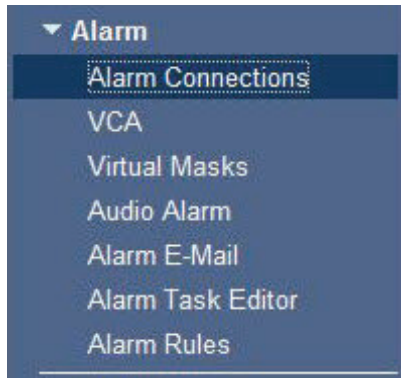 Alarm
Alarm Connections
VCA
Virtual Masks
Audio Alarm
Alarm E-Mail
Alarm Task Editor
Alarm Rules